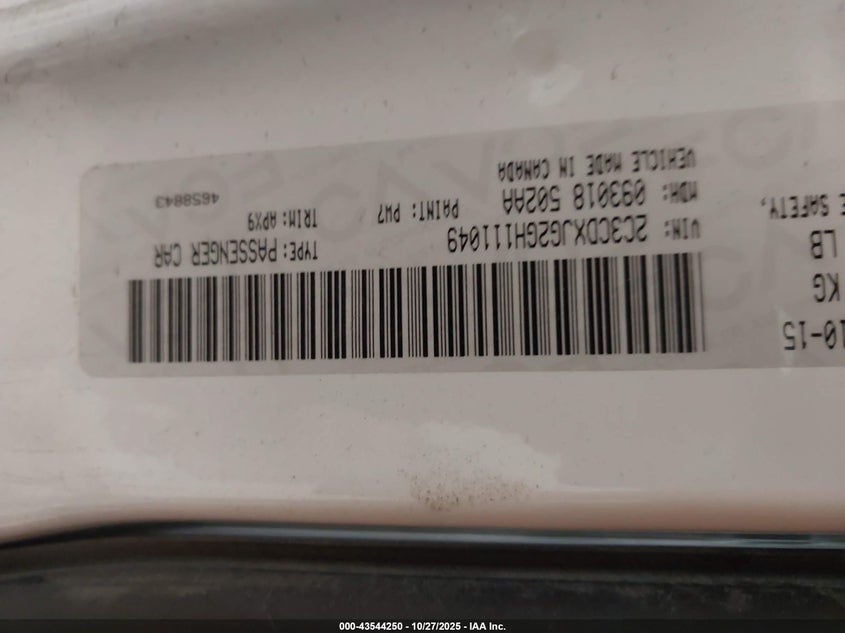 10-15
KG
LB
E SAFETY,
VIN: 2C3CDXJG2GH111049
TYPE: PASSENGER CAR
MDH: 093018 502AA
PAINT: PW7
TRIM: APX9
VEHICLE MADE IN CANADA
4658843
000-43544250 - 10/27/2025 - IAA Inc.